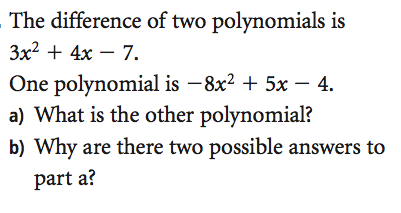 The difference of two polynomials is
3x² + 4x − 7.
One polynomial is −8x² + 5x − 4.
a) What is the other polynomial?
b) Why are there two possible answers to
part a?